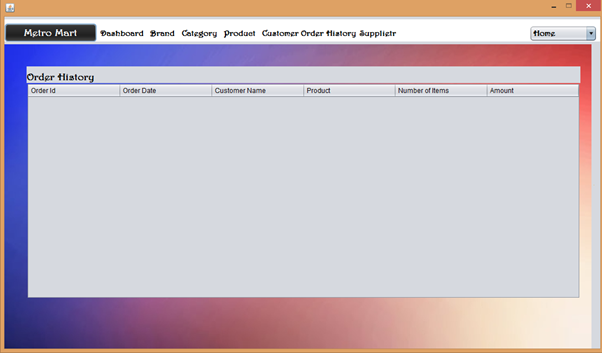 Metro Mart Dashboard Brand Category Product Customer Order History Supplietr Home
Order History
Order Id Order Date Customer Name Product Number of Items Amount